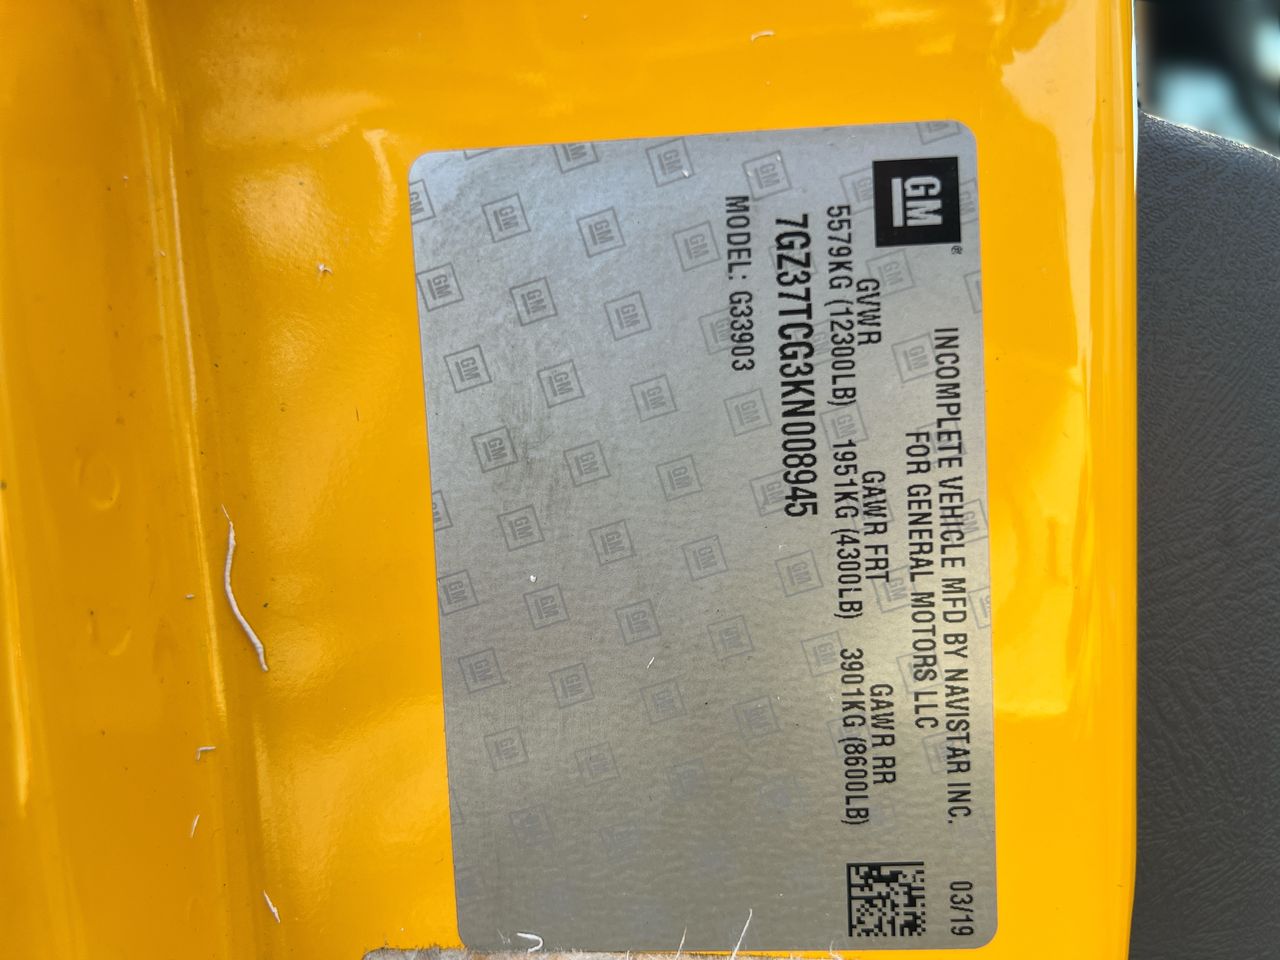 GM®
INCOMPLETE VEHICLE MFD BY NAVISTAR INC. 03/19
FOR GENERAL MOTORS LLC
GVWR GAWR FRT GAWR RR
5579KG (12300LB) 1951KG (4300LB) 3901KG (8600LB)
7GZ37TCG3KN008945
MODEL: G33903